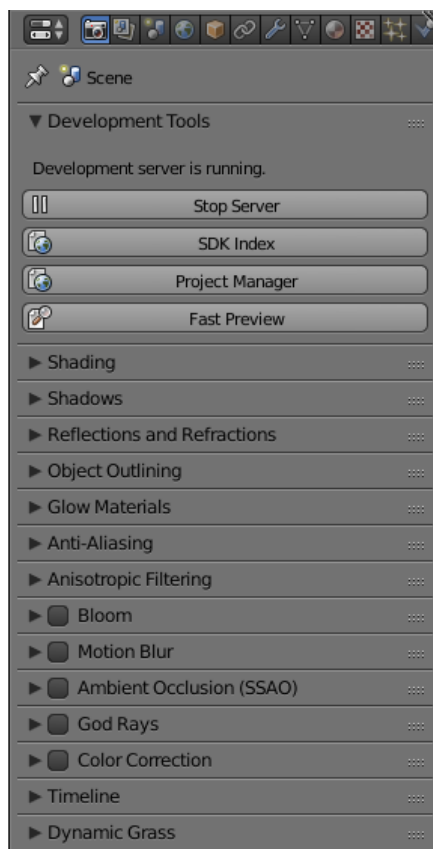 Scene
Development Tools
Development server is running.
Stop Server
SDK Index
Project Manager
Fast Preview
Shading
Shadows
Reflections and Refractions
Object Outlining
Glow Materials
Anti-Aliasing
Anisotropic Filtering
Bloom
Motion Blur
Ambient Occlusion (SSAO)
God Rays
Color Correction
Timeline
Dynamic Grass